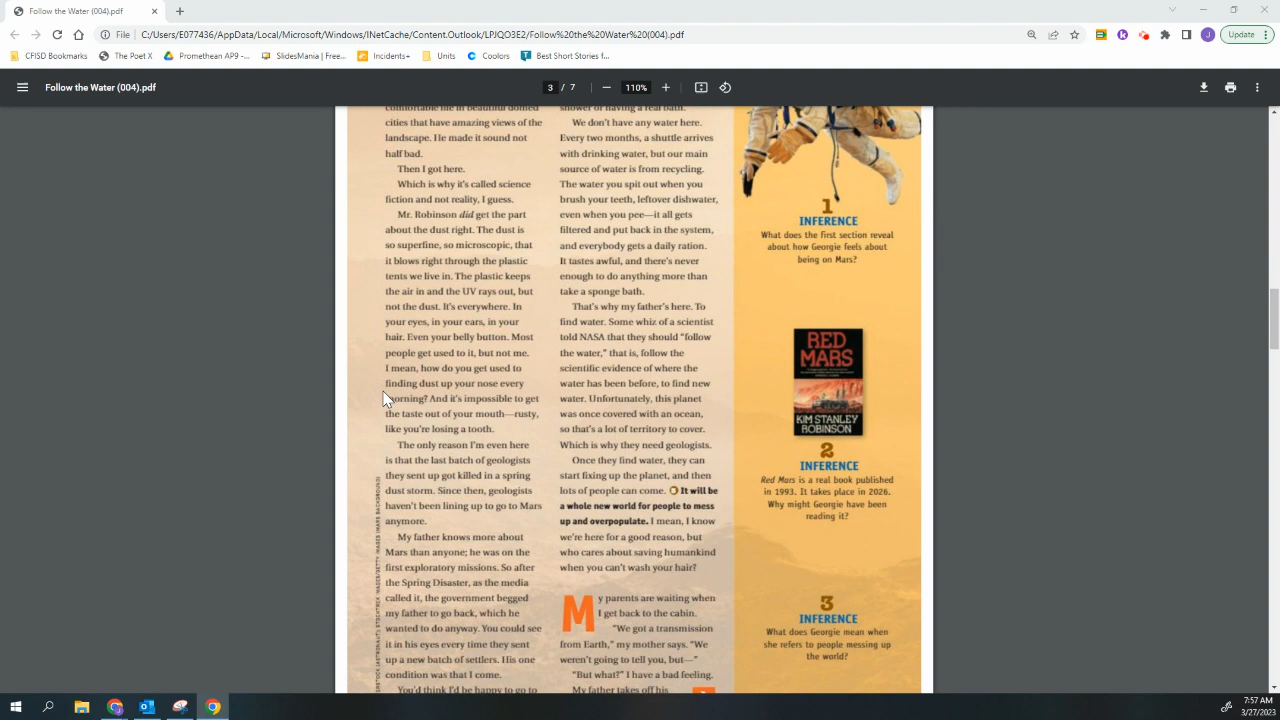 Follow the Water (004).pdf
File
C:/Users/E077436/AppData/Local/Microsoft/Windows/INetCache/Content.Outlook/LPJQO3E2/Follow%20the%20Water%20(004).pdf
Update
CFISD Bookmarks
The Poet X
Promethean AP9 -...
SlidesMania | Free...
Incidents+
Units
Coolors
Best Short Stories f...
Follow the Water (004).pdf
3 / 7
110%
comfortable life in beautiful domed
cities that have amazing views of the
landscape. He made it sound not
half bad.
Then I got here.
Which is why it's called science
fiction and not reality, I guess.
Mr. Robinson did get the part
about the dust right. The dust is
so superfine, so microscopic, that
it blows right through the plastic
tents we live in. The plastic keeps
the air in and the UV rays out, but
not the dust. It's everywhere. In
your eyes, in your ears, in your
hair. Even your belly button. Most
people get used to it, but not me.
I mean, how do you get used to
finding dust up your nose every
morning? And it's impossible to get
the taste out of your mouth—rusty,
like you're losing a tooth.
The only reason I'm even here
is that the last batch of geologists
they sent up got killed in a spring
dust storm. Since then, geologists
haven't been lining up to go to Mars
anymore.
My father knows more about
Mars than anyone; he was on the
first exploratory missions. So after
the Spring Disaster, as the media
called it, the government begged
my father to go back, which he
wanted to do anyway. You could see
it in his eyes every time they sent
up a new batch of settlers. His one
condition was that I come.
You'd think I'd be happy to go to
shower or having a real bath.
We don't have any water here.
Every two months, a shuttle arrives
with drinking water, but our main
source of water is from recycling.
The water you spit out when you
brush your teeth, leftover dishwater,
even when you pee—it all gets
filtered and put back in the system,
and everybody gets a daily ration.
It tastes awful, and there's never
enough to do anything more than
take a sponge bath.
That's why my father's here. To
find water. Some whiz of a scientist
told NASA that they should "follow
the water," that is, follow the
scientific evidence of where the
water has been before, to find new
water. Unfortunately, this planet
was once covered with an ocean,
so that's a lot of territory to cover.
Which is why they need geologists.
Once they find water, they can
start fixing up the planet, and then
lots of people can come. It will be
a whole new world for people to mess
up and overpopulate. I mean, I know
we're here for a good reason, but
who cares about saving humankind
when you can't wash your hair?
My parents are waiting when
I get back to the cabin.
"We got a transmission
from Earth," my mother says. "We
weren't going to tell you, but—"
"But what?" I have a bad feeling.
My father takes off his
1
INFERENCE
What does the first section reveal
about how Georgie feels about
being on Mars?
RED
MARS
KIM STANLEY
ROBINSON
2
INFERENCE
Red Mars is a real book published
in 1993. It takes place in 2026.
Why might Georgie have been
reading it?
3
INFERENCE
What does Georgie mean when
she refers to people messing up
the world?
7:57 AM
3/27/2023